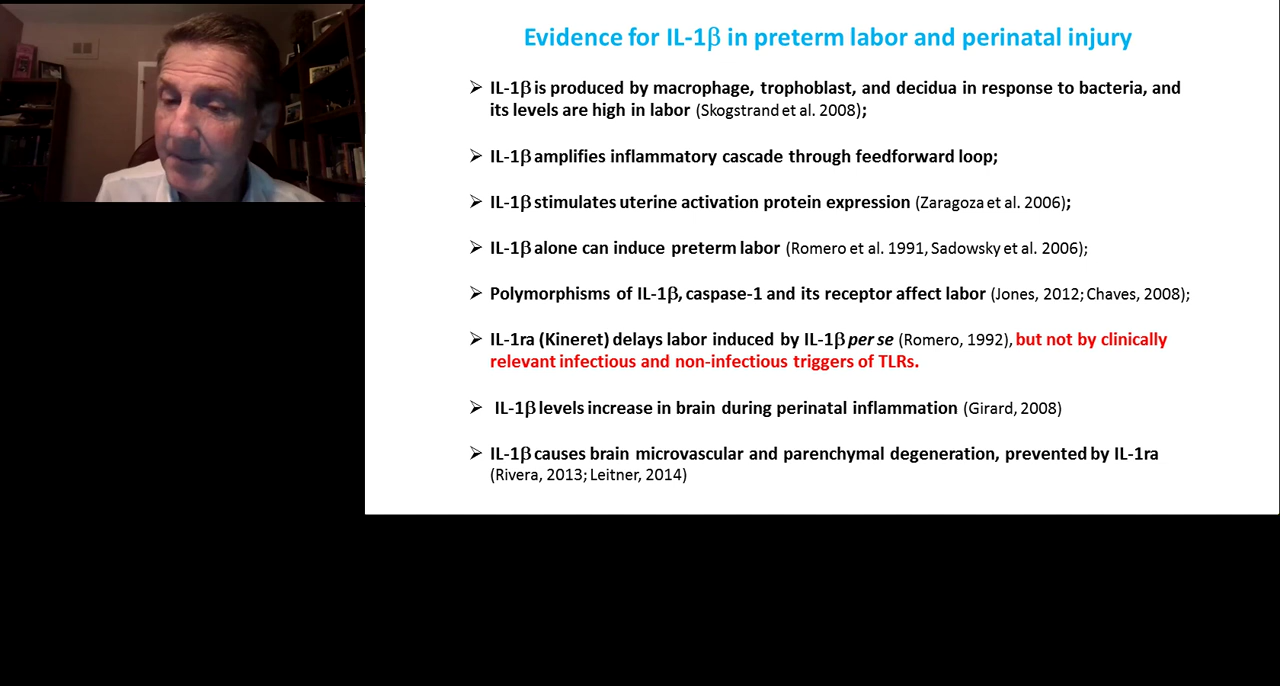 Evidence for IL-1β in preterm labor and perinatal injury
➢ IL-1β is produced by macrophage, trophoblast, and decidua in response to bacteria, and
its levels are high in labor (Skogstrand et al. 2008);
➢ IL-1β amplifies inflammatory cascade through feedforward loop;
➢ IL-1β stimulates uterine activation protein expression (Zaragoza et al. 2006);
➢ IL-1β alone can induce preterm labor (Romero et al. 1991, Sadowsky et al. 2006);
➢ Polymorphisms of IL-1β, caspase-1 and its receptor affect labor (Jones, 2012; Chaves, 2008);
➢ IL-1ra (Kineret) delays labor induced by IL-1β per se (Romero, 1992), but not by clinically
relevant infectious and non-infectious triggers of TLRs.
➢ IL-1β levels increase in brain during perinatal inflammation (Girard, 2008)
➢ IL-1β causes brain microvascular and parenchymal degeneration, prevented by IL-1ra
(Rivera, 2013; Leitner, 2014)